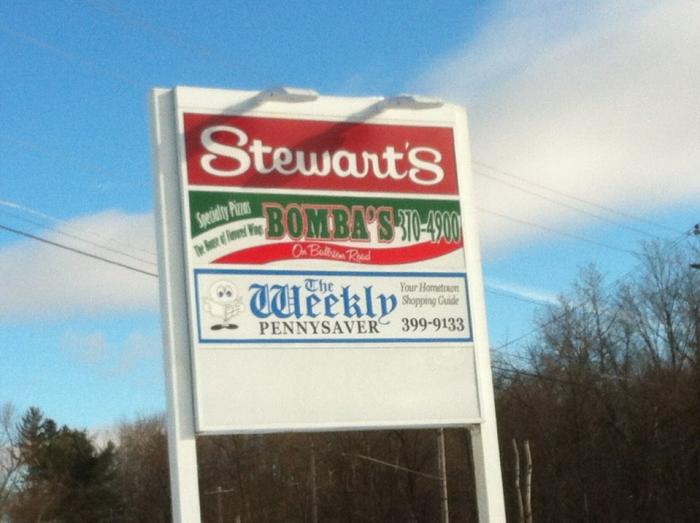 Stewart's
Specialty Pizzas
The House of Flavored Wings
BOMBA'S 370-4900
On Ballston Road
The Weekly
PENNYSAVER
Your Hometown
Shopping Guide
399-9133